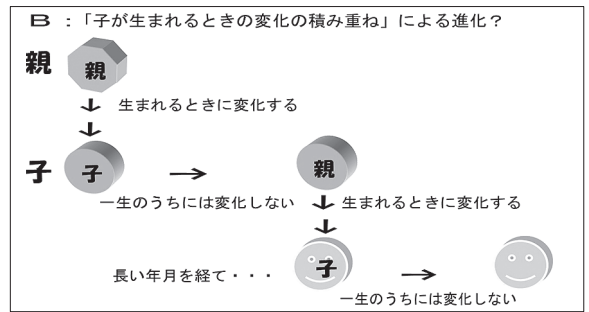 B：「子が生まれるときの変化の積み重ね」による進化？
親 親
生まれるときに変化する
子 子 親
一生のうちには変化しない 生まれるときに変化する
長い年月を経て・・・ 子
一生のうちには変化しない